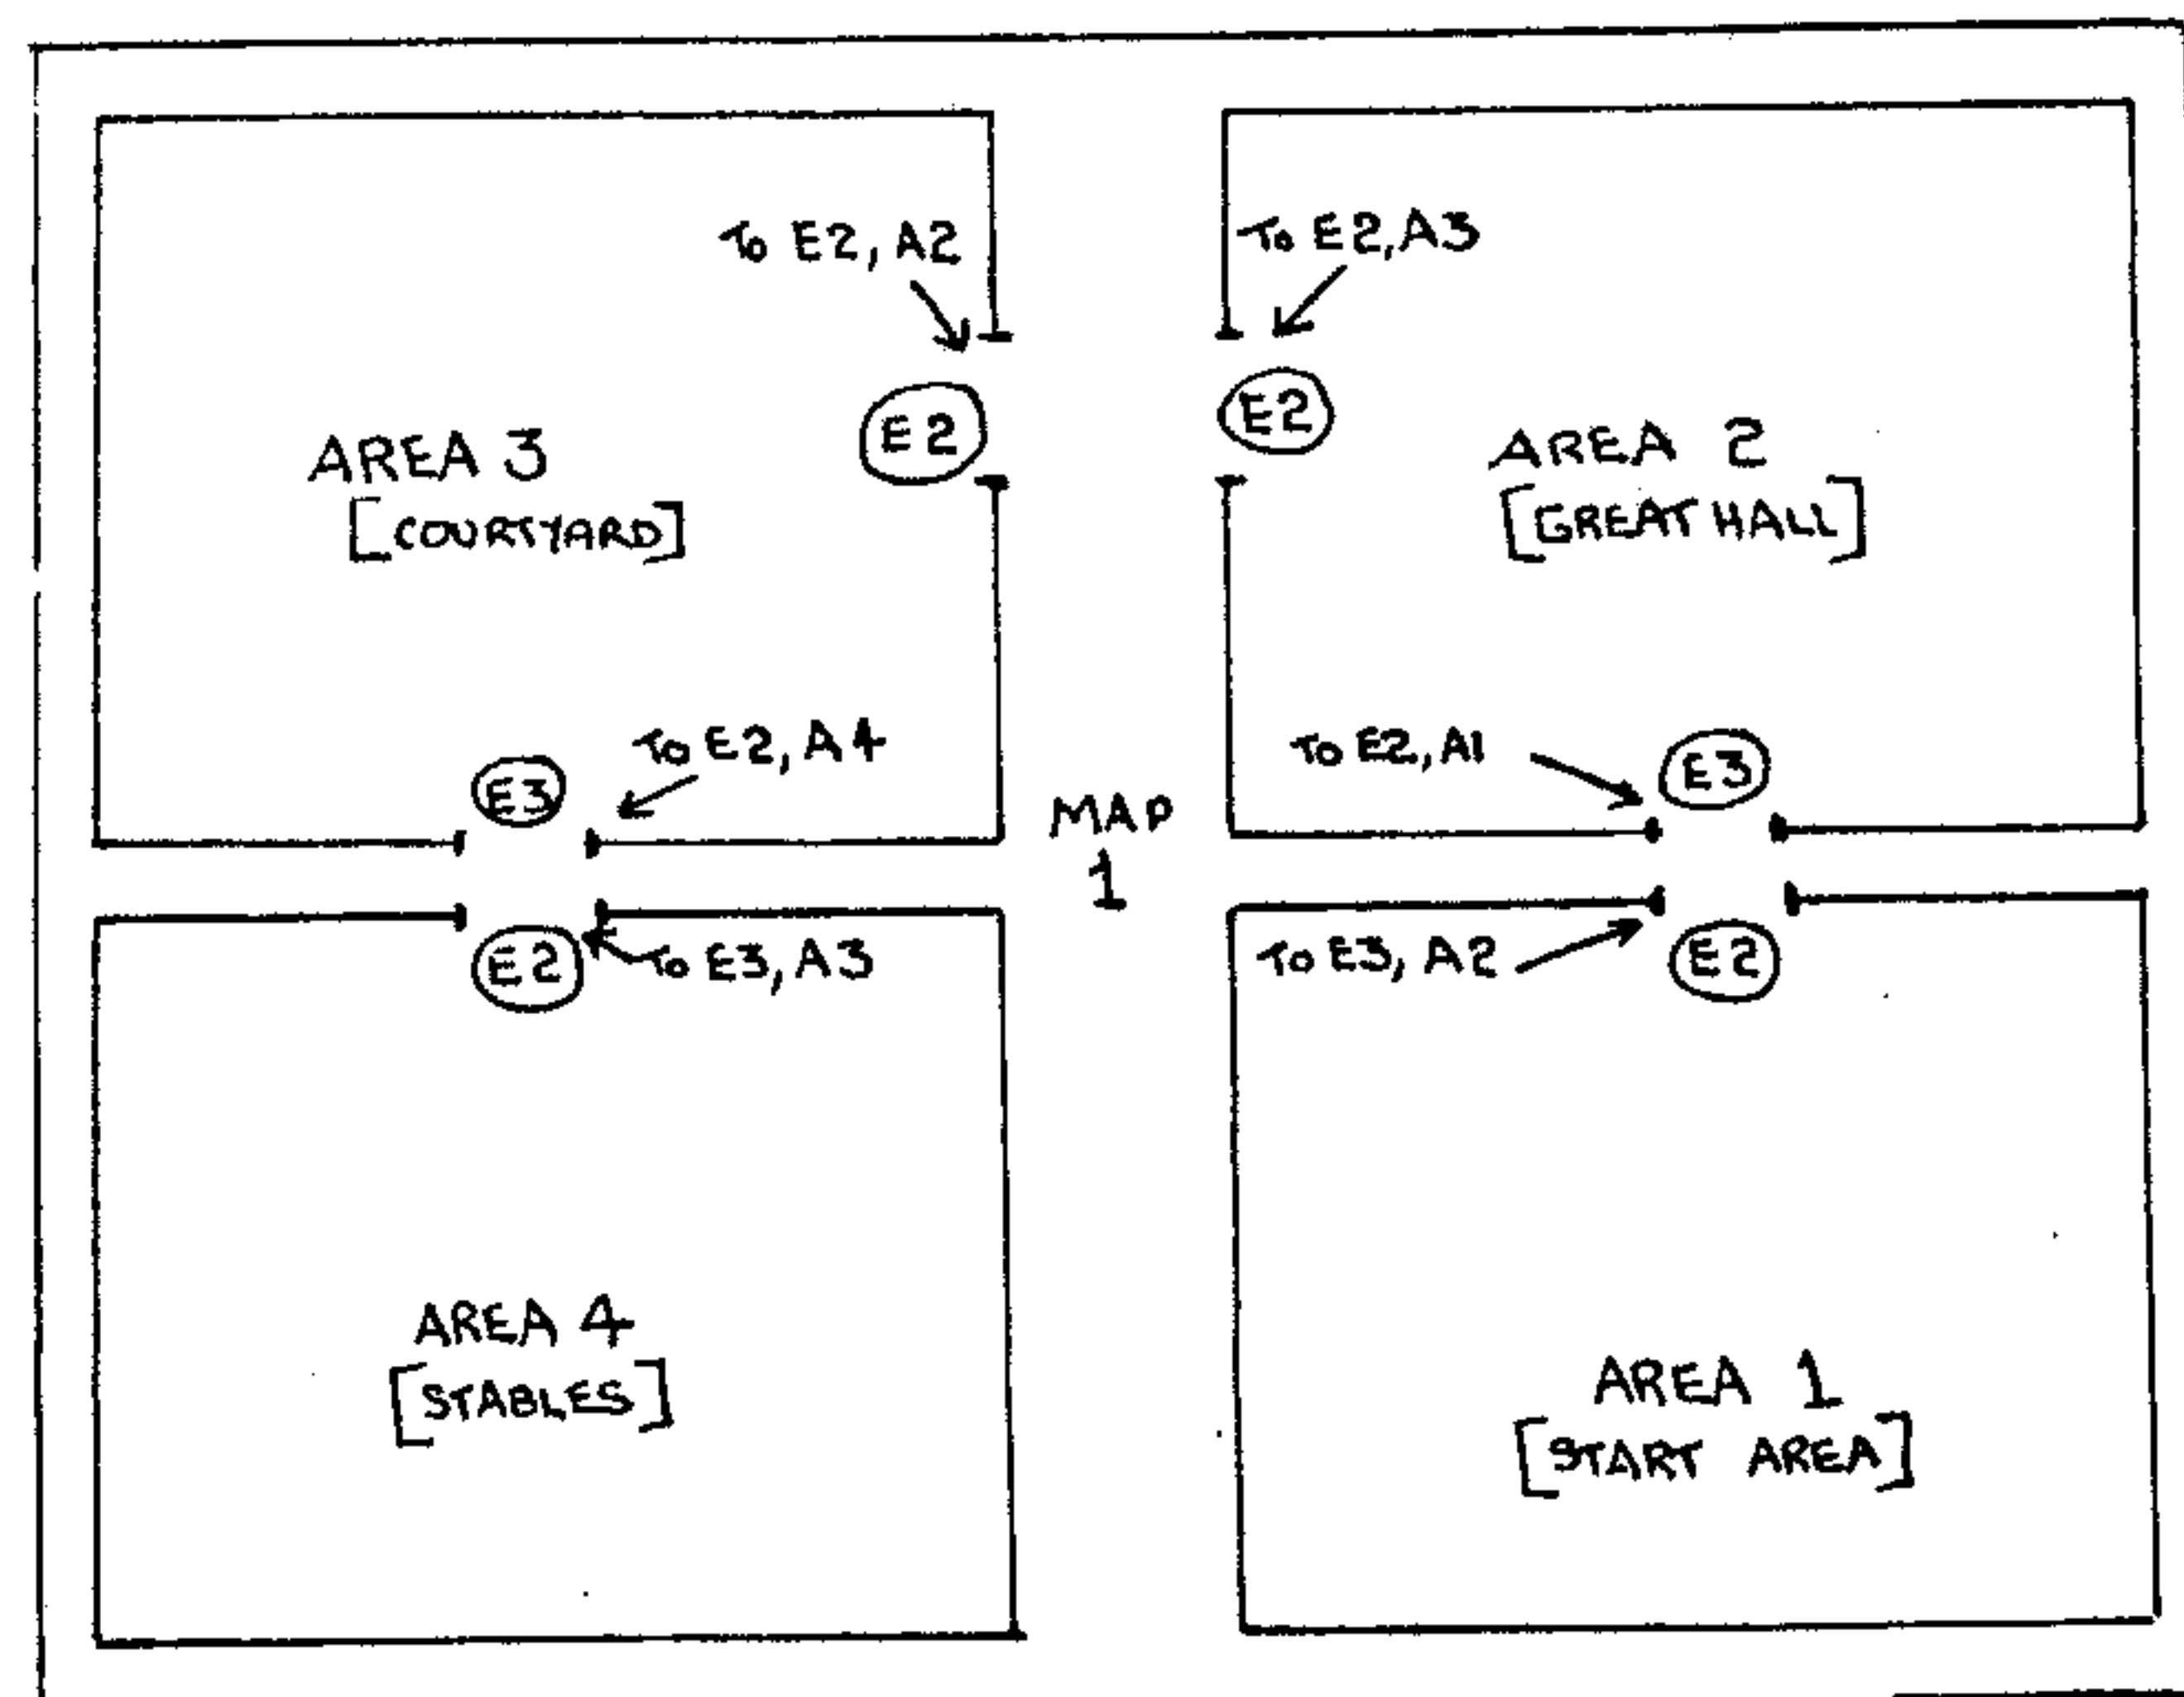 To E2, A2
E2
AREA 3
[COURTYARD]
To E2, A4
E3
To E2, A3
E2
AREA 2
[GREAT HALL]
To E2, A1
E3
MAP
1
E2
To E3, A3
AREA 4
[STABLES]
To E3, A2
E2
AREA 1
[START AREA]